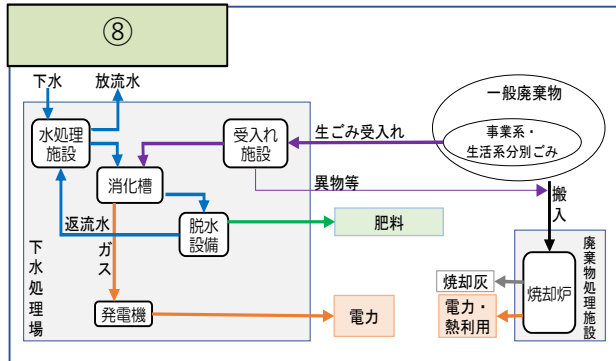 ⑧
下水
放流水
一般廃棄物
水処理
施設
受入れ
施設
生ごみ受入れ
事業系・
生活系分別ごみ
消化槽
異物等
搬入
返流水
脱水
設備
肥料
ガス
下水処理場
廃棄物処理施設
焼却灰
焼却炉
発電機
電力
電力・
熱利用